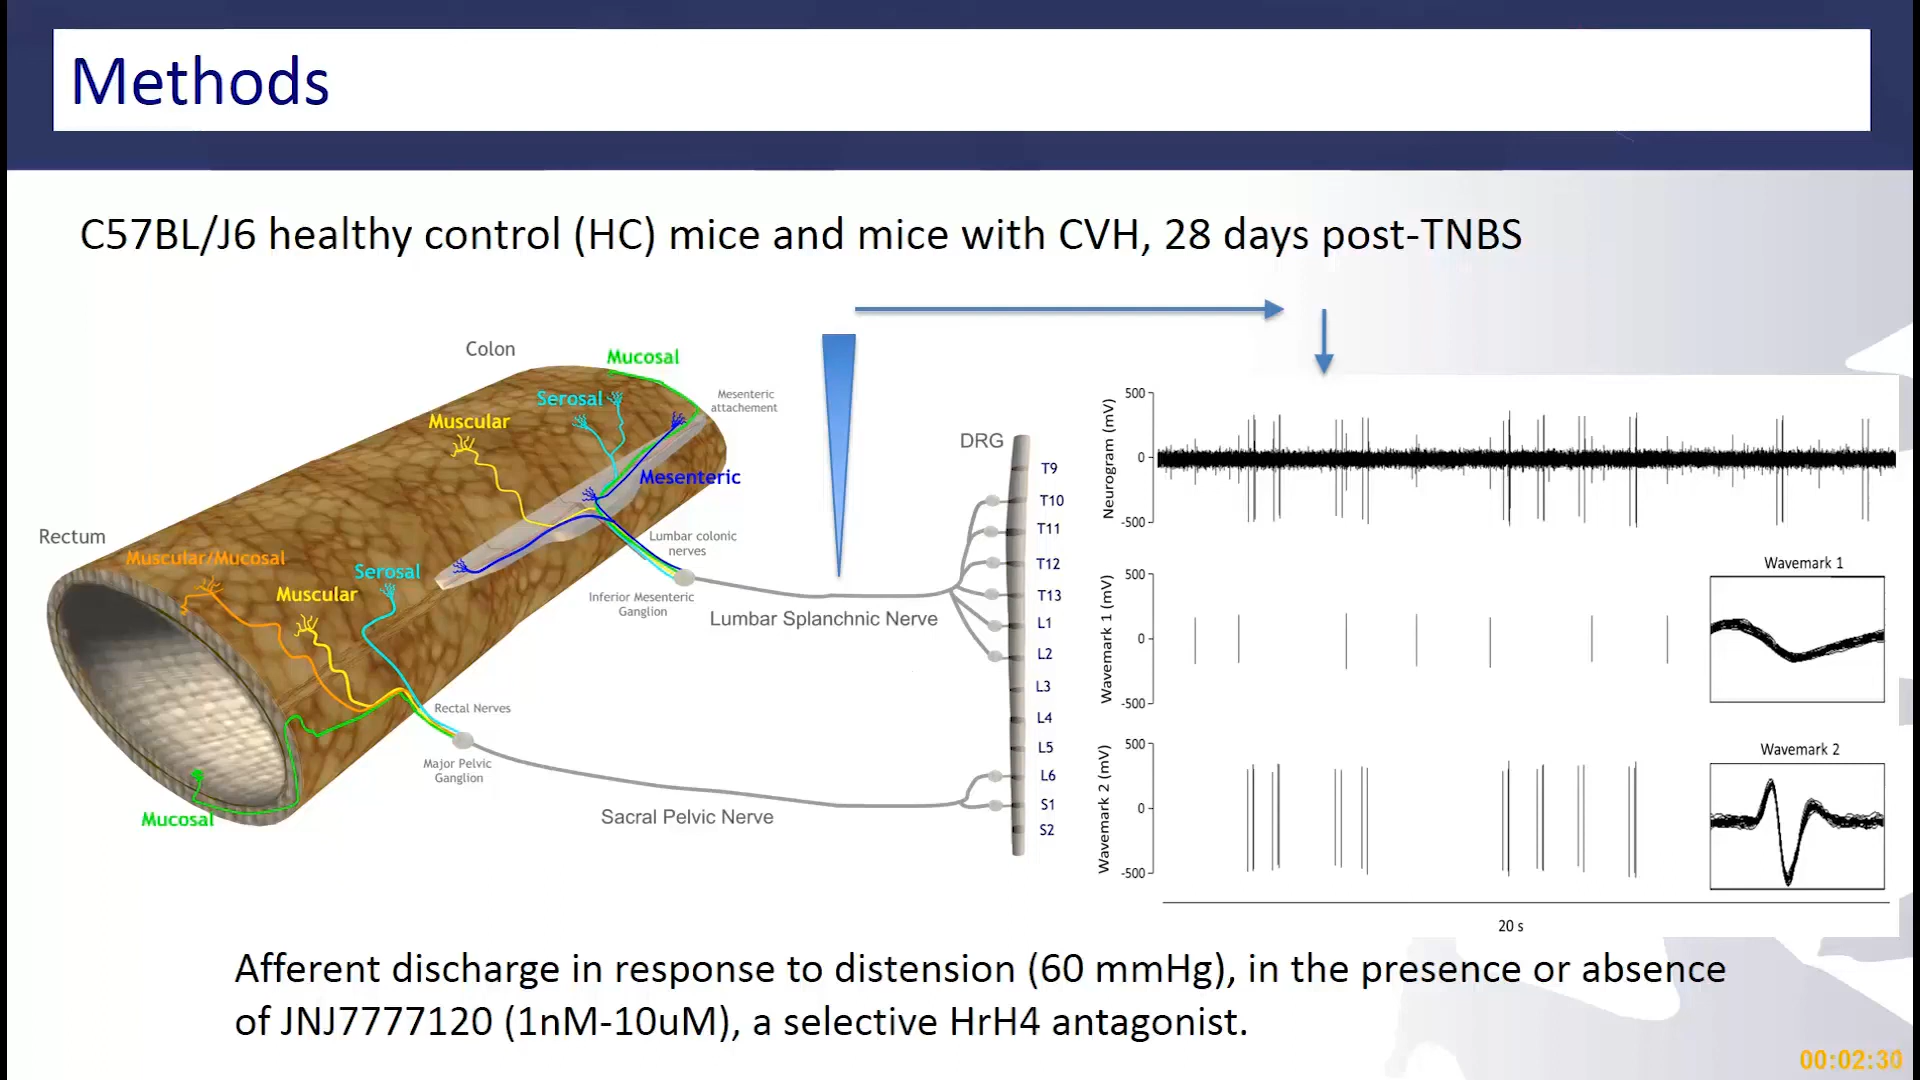 Methods
C57BL/J6 healthy control (HC) mice and mice with CVH, 28 days post-TNBS
Colon
Mucosal
Mesenteric
attachement
Serosal
Muscular
Mesenteric
Rectum
Muscular/Mucosal
Serosal
Muscular
Lumbar colonic
nerves
Inferior Mesenteric
Ganglion
Lumbar Splanchnic Nerve
Rectal Nerves
Major Pelvic
Ganglion
Sacral Pelvic Nerve
Mucosal
DRG
T9
T10
T11
T12
T13
L1
L2
L3
L4
L5
L6
S1
S2
Neurogram (mV)
500
0
-500
Wavemark 1 (mV)
500
0
-500
Wavemark 1
Wavemark 2 (mV)
500
0
-500
Wavemark 2
20 s
Afferent discharge in response to distension (60 mmHg), in the presence or absence
of JNJ7777120 (1nM-10uM), a selective HrH4 antagonist.
00:02:30